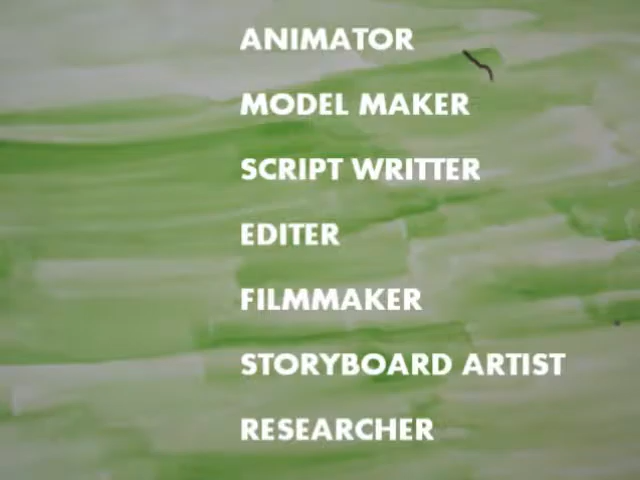 ANIMATOR
MODEL MAKER
SCRIPT WRITTER
EDITER
FILMMAKER
STORYBOARD ARTIST
RESEARCHER